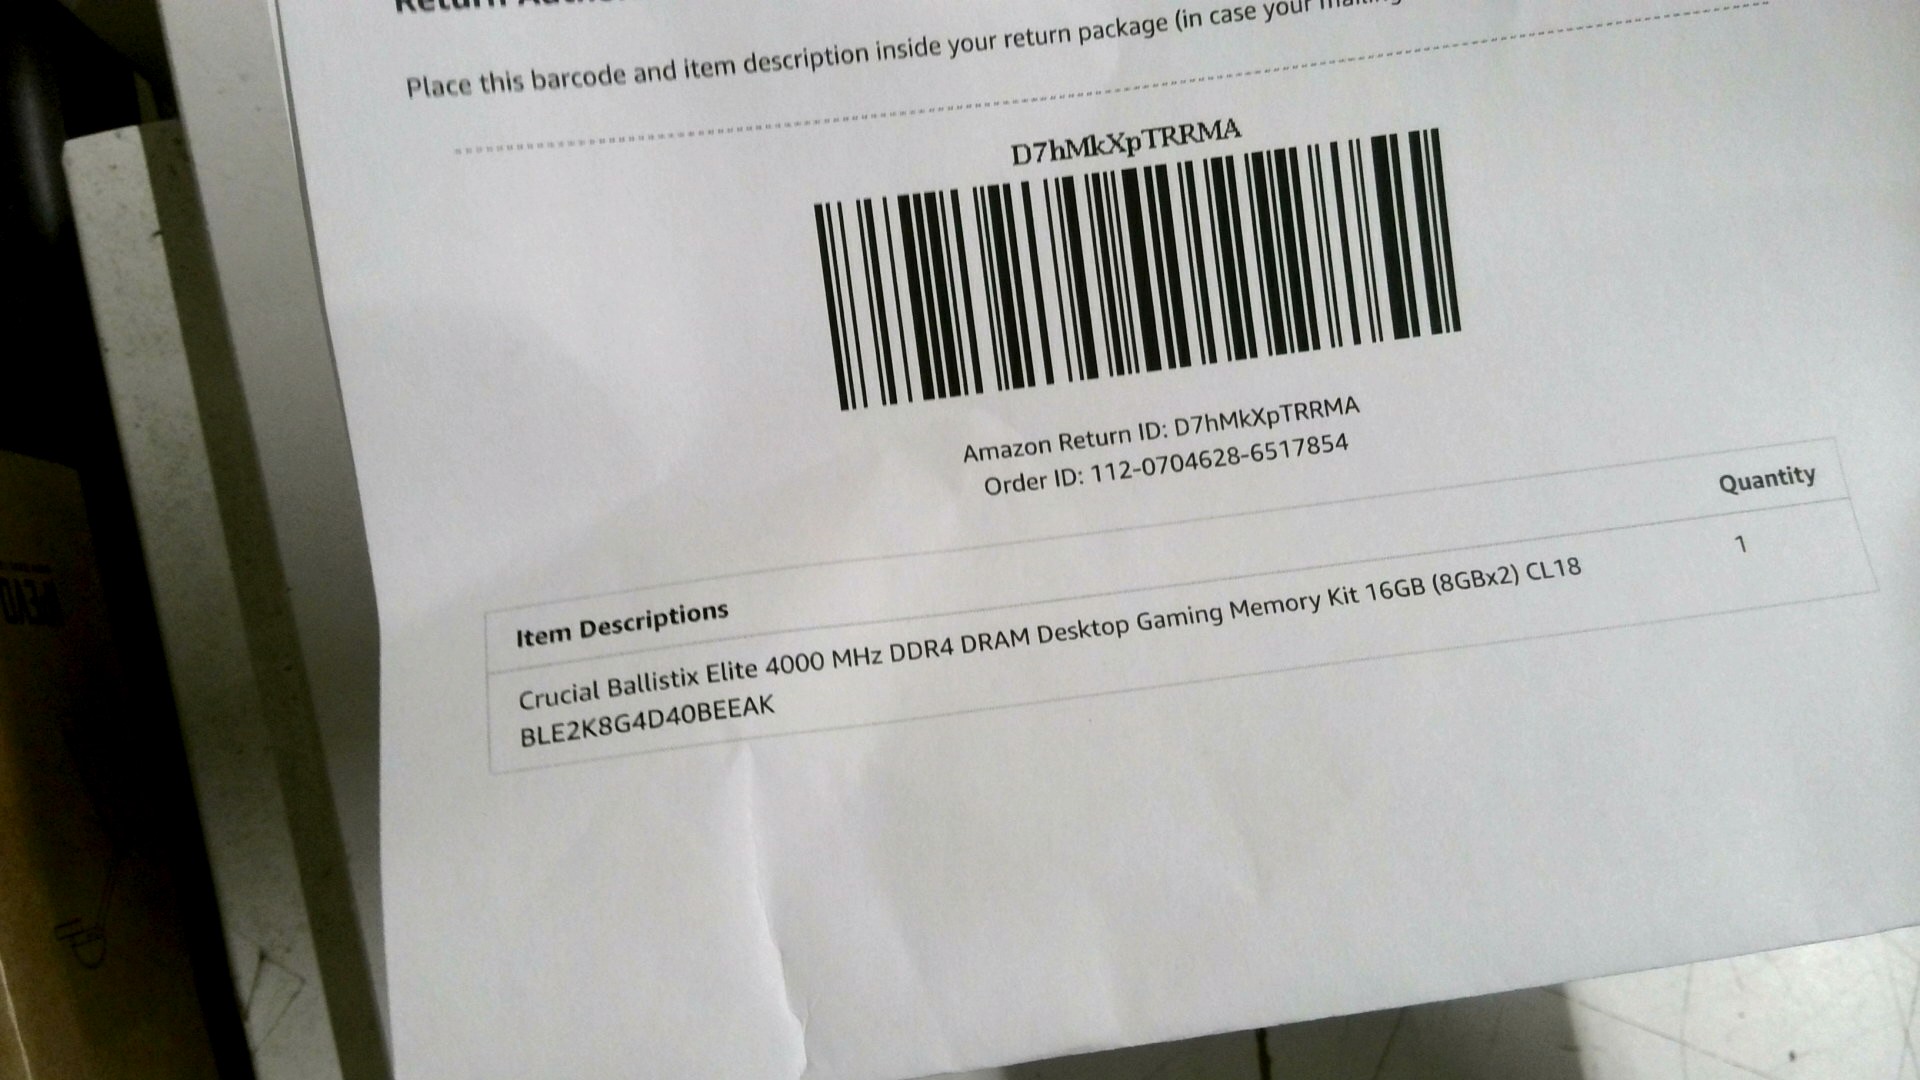 Return
Place this barcode and item description inside your return package (in case your
D7hMkXpTRRMA
Amazon Return ID: D7hMkXpTRRMA
Order ID: 112-0704628-6517854
Quantity
Item Descriptions
Crucial Ballistix Elite 4000 MHz DDR4 DRAM Desktop Gaming Memory Kit 16GB (8GBx2) CL18 1
BLE2K8G4D40BEEAK